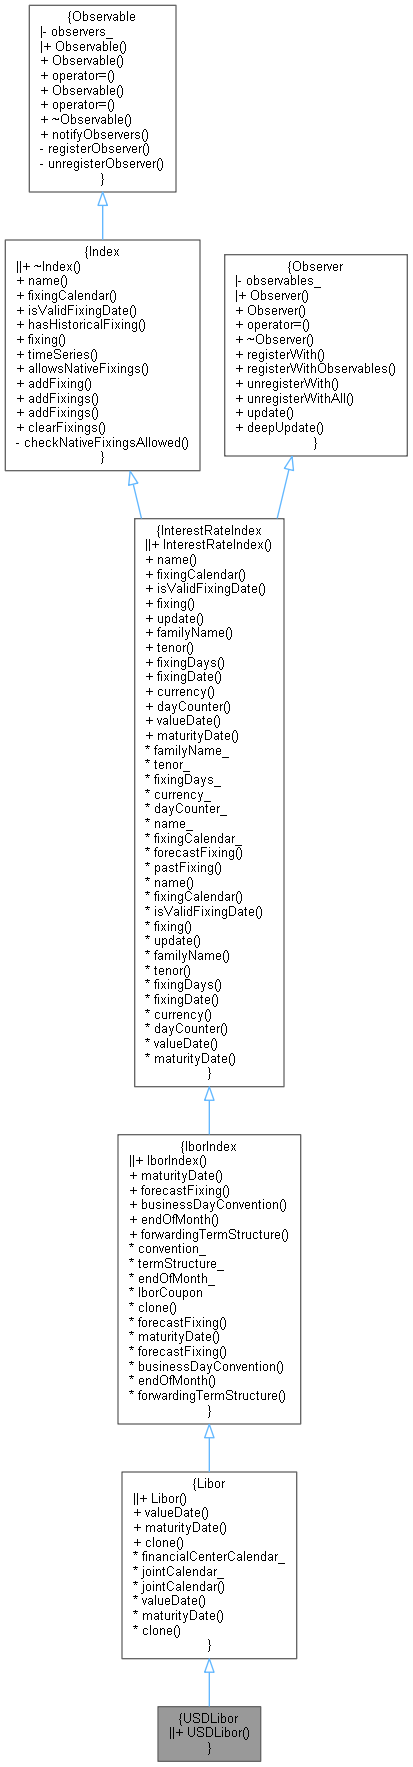 {Observable
|- observers_
|+ Observable()
+ Observable()
+ operator=()
+ Observable()
+ operator=()
+ ~Observable()
+ notifyObservers()
- registerObserver()
- unregisterObserver()
}
{Index
||+ ~Index()
+ name()
+ fixingCalendar()
+ isValidFixingDate()
+ hasHistoricalFixing()
+ fixing()
+ timeSeries()
+ allowsNativeFixings()
+ addFixing()
+ addFixings()
+ addFixings()
+ clearFixings()
- checkNativeFixingsAllowed()
}
{Observer
|- observables_
|+ Observer()
+ Observer()
+ operator=()
+ ~Observer()
+ registerWith()
+ registerWithObservables()
+ unregisterWith()
+ unregisterWithAll()
+ update()
+ deepUpdate()
}
{InterestRateIndex
||+ InterestRateIndex()
+ name()
+ fixingCalendar()
+ isValidFixingDate()
+ fixing()
+ update()
+ familyName()
+ tenor()
+ fixingDays()
+ fixingDate()
+ currency()
+ dayCounter()
+ valueDate()
+ maturityDate()
* familyName_
* tenor_
* fixingDays_
* currency_
* dayCounter_
* name_
* fixingCalendar_
* forecastFixing()
* pastFixing()
* name()
* fixingCalendar()
* isValidFixingDate()
* fixing()
* update()
* familyName()
* tenor()
* fixingDays()
* fixingDate()
* currency()
* dayCounter()
* valueDate()
* maturityDate()
}
{IborIndex
||+ IborIndex()
+ maturityDate()
+ forecastFixing()
+ businessDayConvention()
+ endOfMonth()
+ forwardingTermStructure()
* convention_
* termStructure_
* endOfMonth_
* IborCoupon
* clone()
* forecastFixing()
* maturityDate()
* forecastFixing()
* businessDayConvention()
* endOfMonth()
* forwardingTermStructure()
}
{Libor
||+ Libor()
+ valueDate()
+ maturityDate()
+ clone()
* financialCenterCalendar_
* jointCalendar_
* jointCalendar()
* valueDate()
* maturityDate()
* clone()
}
{USDLibor
||+ USDLibor()
}